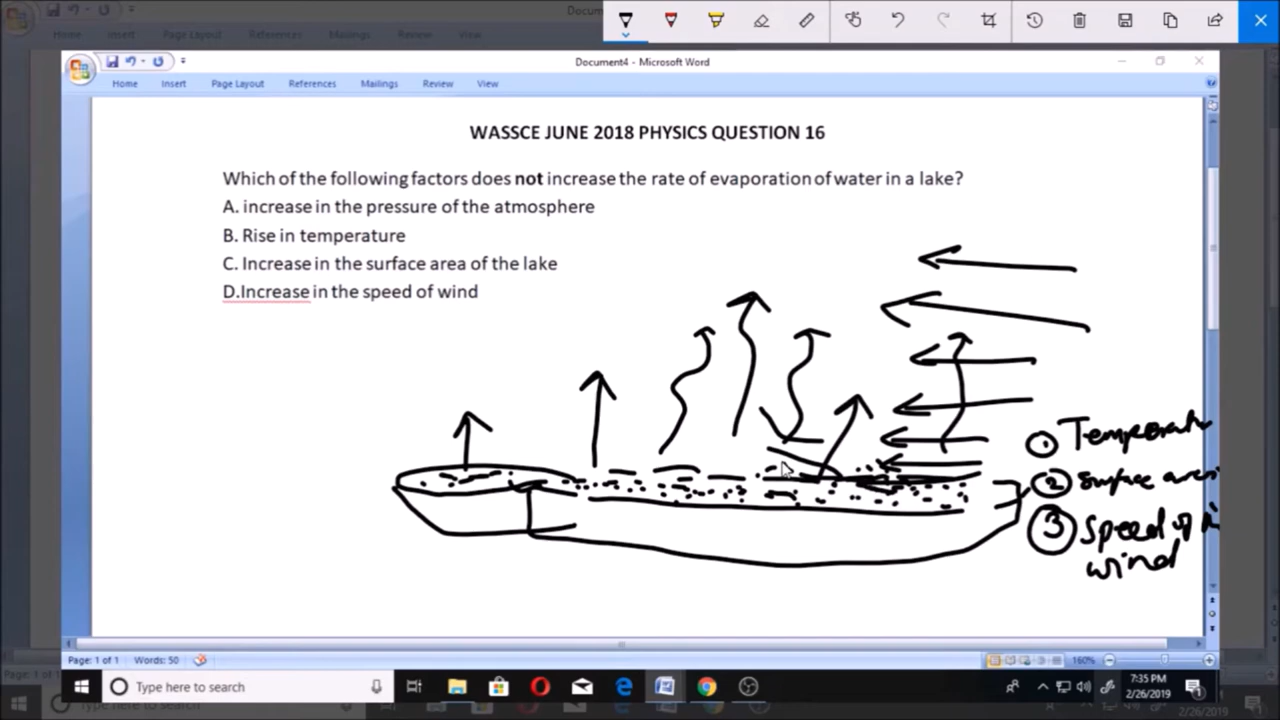 Document4 - Microsoft Word
Home Insert Page Layout References Mailings Review View
WASSCE JUNE 2018 PHYSICS QUESTION 16
Which of the following factors does not increase the rate of evaporation of water in a lake?
A. increase in the pressure of the atmosphere
B. Rise in temperature
C. Increase in the surface area of the lake
D.Increase in the speed of wind
① 
② Surface
③ Speed of
wind
Page: 1 of 1 Words: 50 160%
Type here to search
7:35 PM
2/26/2019